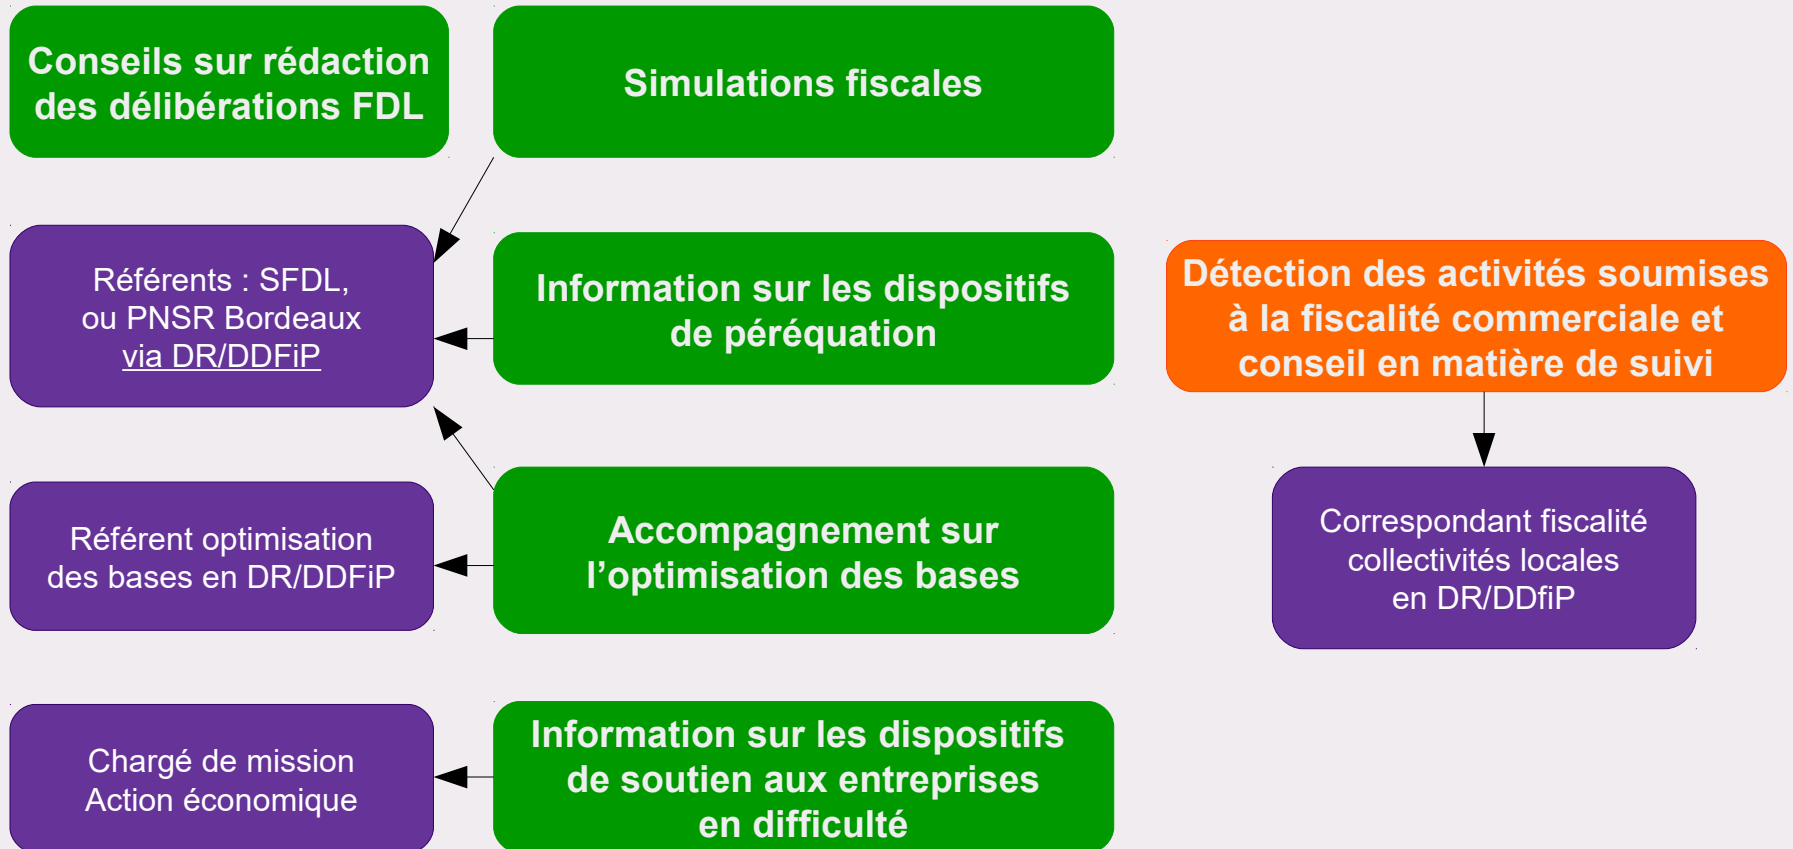 Conseils sur rédaction
des délibérations FDL
Simulations fiscales
Référents : SFDL,
ou PNSR Bordeaux
via DR/DDFiP
Information sur les dispositifs
de péréquation
Détection des activités soumises
à la fiscalité commerciale et
conseil en matière de suivi
Référent optimisation
des bases en DR/DDFiP
Accompagnement sur
l’optimisation des bases
Correspondant fiscalité
collectivités locales
en DR/DDfiP
Chargé de mission
Action économique
Information sur les dispositifs
de soutien aux entreprises
en difficulté